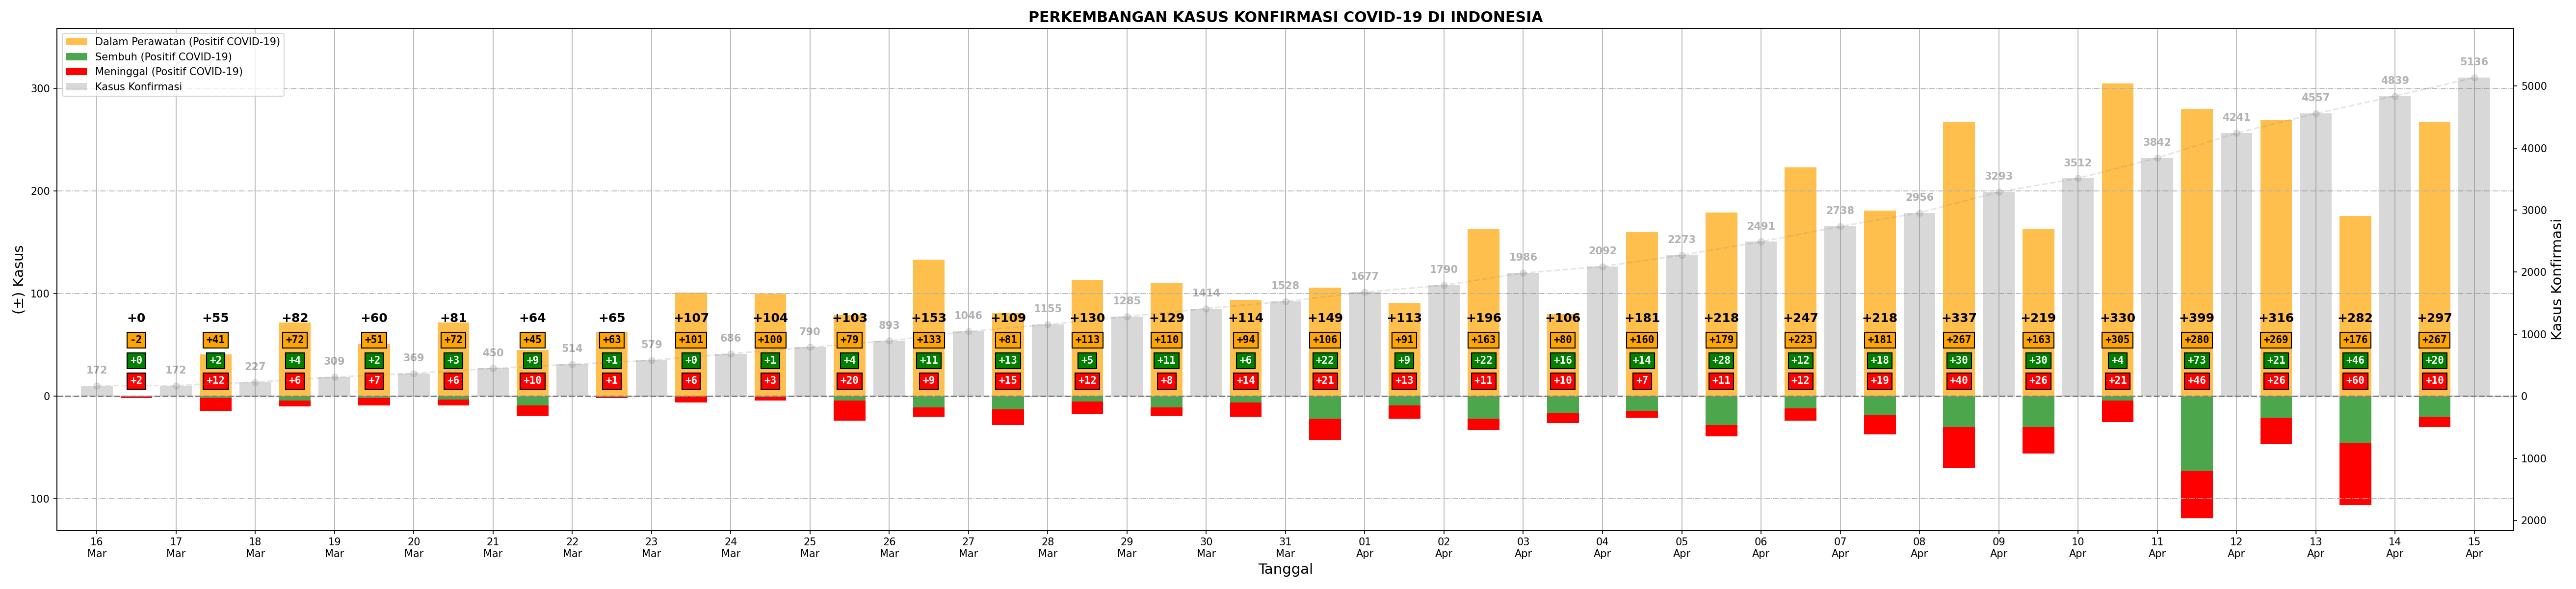 PERKEMBANGAN KASUS KONFIRMASI COVID-19 DI INDONESIA
Dalam Perawatan (Positif COVID-19)
Sembuh (Positif COVID-19)
Meninggal (Positif COVID-19)
Kasus Konfirmasi
(±) Kasus
300
200
100
0
100
5000
4000
3000
2000
1000
0
1000
2000
Kasus Konfirmasi
172 172 227 309 369 450 514 579 686 790 893 1046 1155 1285 1414 1528 1677 1790 1986 2092 2273 2491 2738 2956 3293 3512 3842 4241 4557 4839 5136
+0 +55 +82 +60 +81 +64 +65 +107 +104 +103 +153 +109 +130 +129 +114 +149 +113 +196 +106 +181 +218 +247 +218 +337 +219 +330 +399 +316 +282 +297
-2 +41 +72 +51 +72 +45 +63 +101 +100 +79 +133 +81 +113 +110 +94 +106 +91 +163 +80 +160 +179 +223 +181 +267 +163 +305 +280 +269 +176 +267
+0 +2 +4 +2 +3 +9 +1 +0 +1 +4 +11 +13 +5 +11 +6 +22 +9 +22 +16 +14 +28 +12 +18 +30 +30 +4 +73 +21 +46 +20
+2 +12 +6 +7 +6 +10 +1 +6 +3 +20 +9 +15 +12 +8 +14 +21 +13 +11 +10 +7 +11 +12 +19 +40 +26 +21 +46 +26 +60 +10
16 17 18 19 20 21 22 23 24 25 26 27 28 29 30 31 01 02 03 04 05 06 07 08 09 10 11 12 13 14 15
Mar Mar Mar Mar Mar Mar Mar Mar Mar Mar Mar Mar Mar Mar Mar Mar Apr Apr Apr Apr Apr Apr Apr Apr Apr Apr Apr Apr Apr Apr Apr
Tanggal